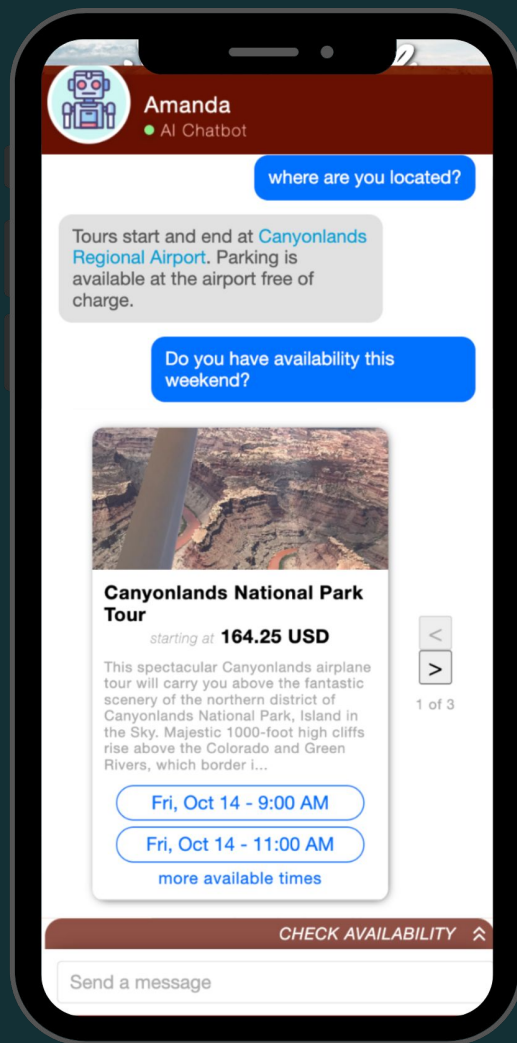 Amanda
AI Chatbot
where are you located?
Tours start and end at Canyonlands
Regional Airport. Parking is
available at the airport free of
charge.
Do you have availability this
weekend?
Canyonlands National Park
Tour
starting at 164.25 USD
This spectacular Canyonlands airplane
tour will carry you above the fantastic
scenery of the northern district of
Canyonlands National Park, Island in
the Sky. Majestic 1000-foot high cliffs
rise above the Colorado and Green
Rivers, which border i...
<
>
1 of 3
Fri, Oct 14 - 9:00 AM
Fri, Oct 14 - 11:00 AM
more available times
CHECK AVAILABILITY
Send a message